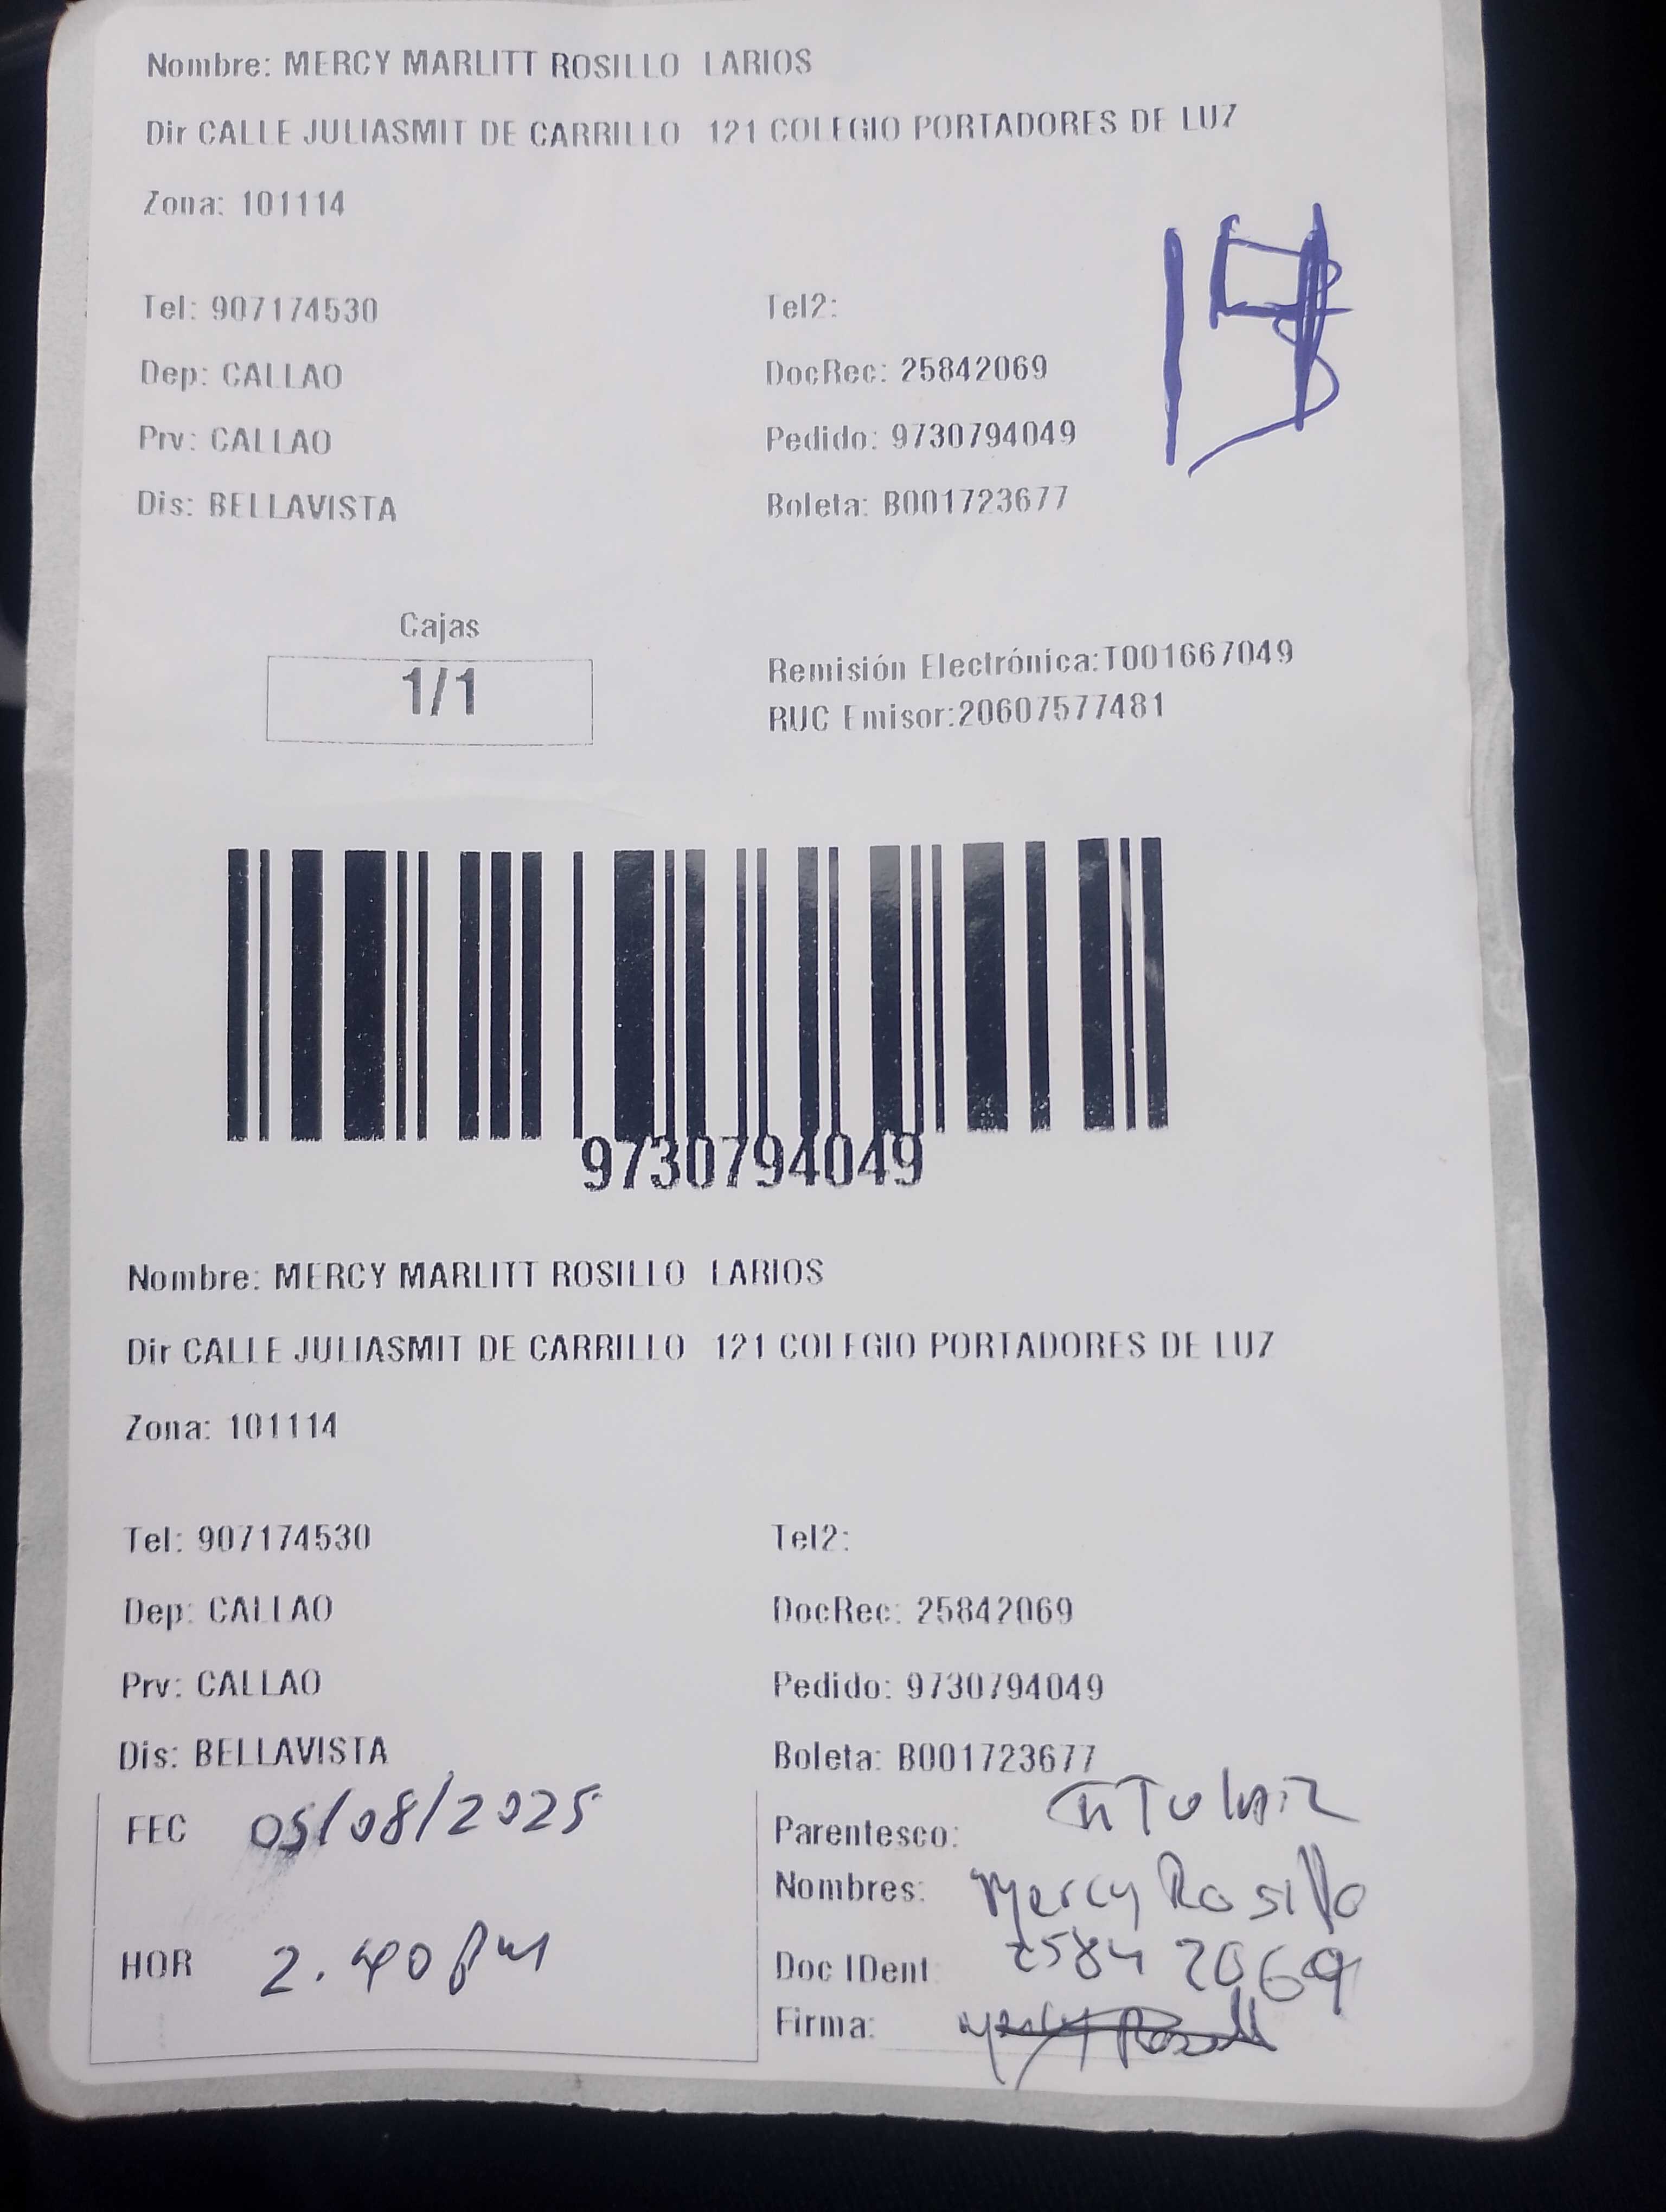 Nombre: MERCY MARLITT ROSILLO LARIOS
Dir CALLE JULIASMIT DE CARRILLO 121 COLEGIO PORTADORES DE LUZ
Zona: 101114
Tel: 907174530
Tel2:
Dep: CALLAO
DocRec: 25842069
Prv: CALLAO
Pedido: 9730794049
Dis: BELLAVISTA
Boleta: B001723677
Cajas
1/1
Remisión Electrónica:T001667049
RUC Emisor:20607577481
9730794049
Nombre: MERCY MARLITT ROSILLO LARIOS
Dir CALLE JULIASMIT DE CARRILLO 121 COLEGIO PORTADORES DE LUZ
Zona: 101114
Tel: 907174530
Tel2:
Dep: CALLAO
DocRec: 25842069
Prv: CALLAO
Pedido: 9730794049
Dis: BELLAVISTA
Boleta: B001723677
FEC 05/08/2025
Parentesco:
Nombres: Mercy Rosillo
HOR 2.40 pm
Doc IDent 25842069
Firma: